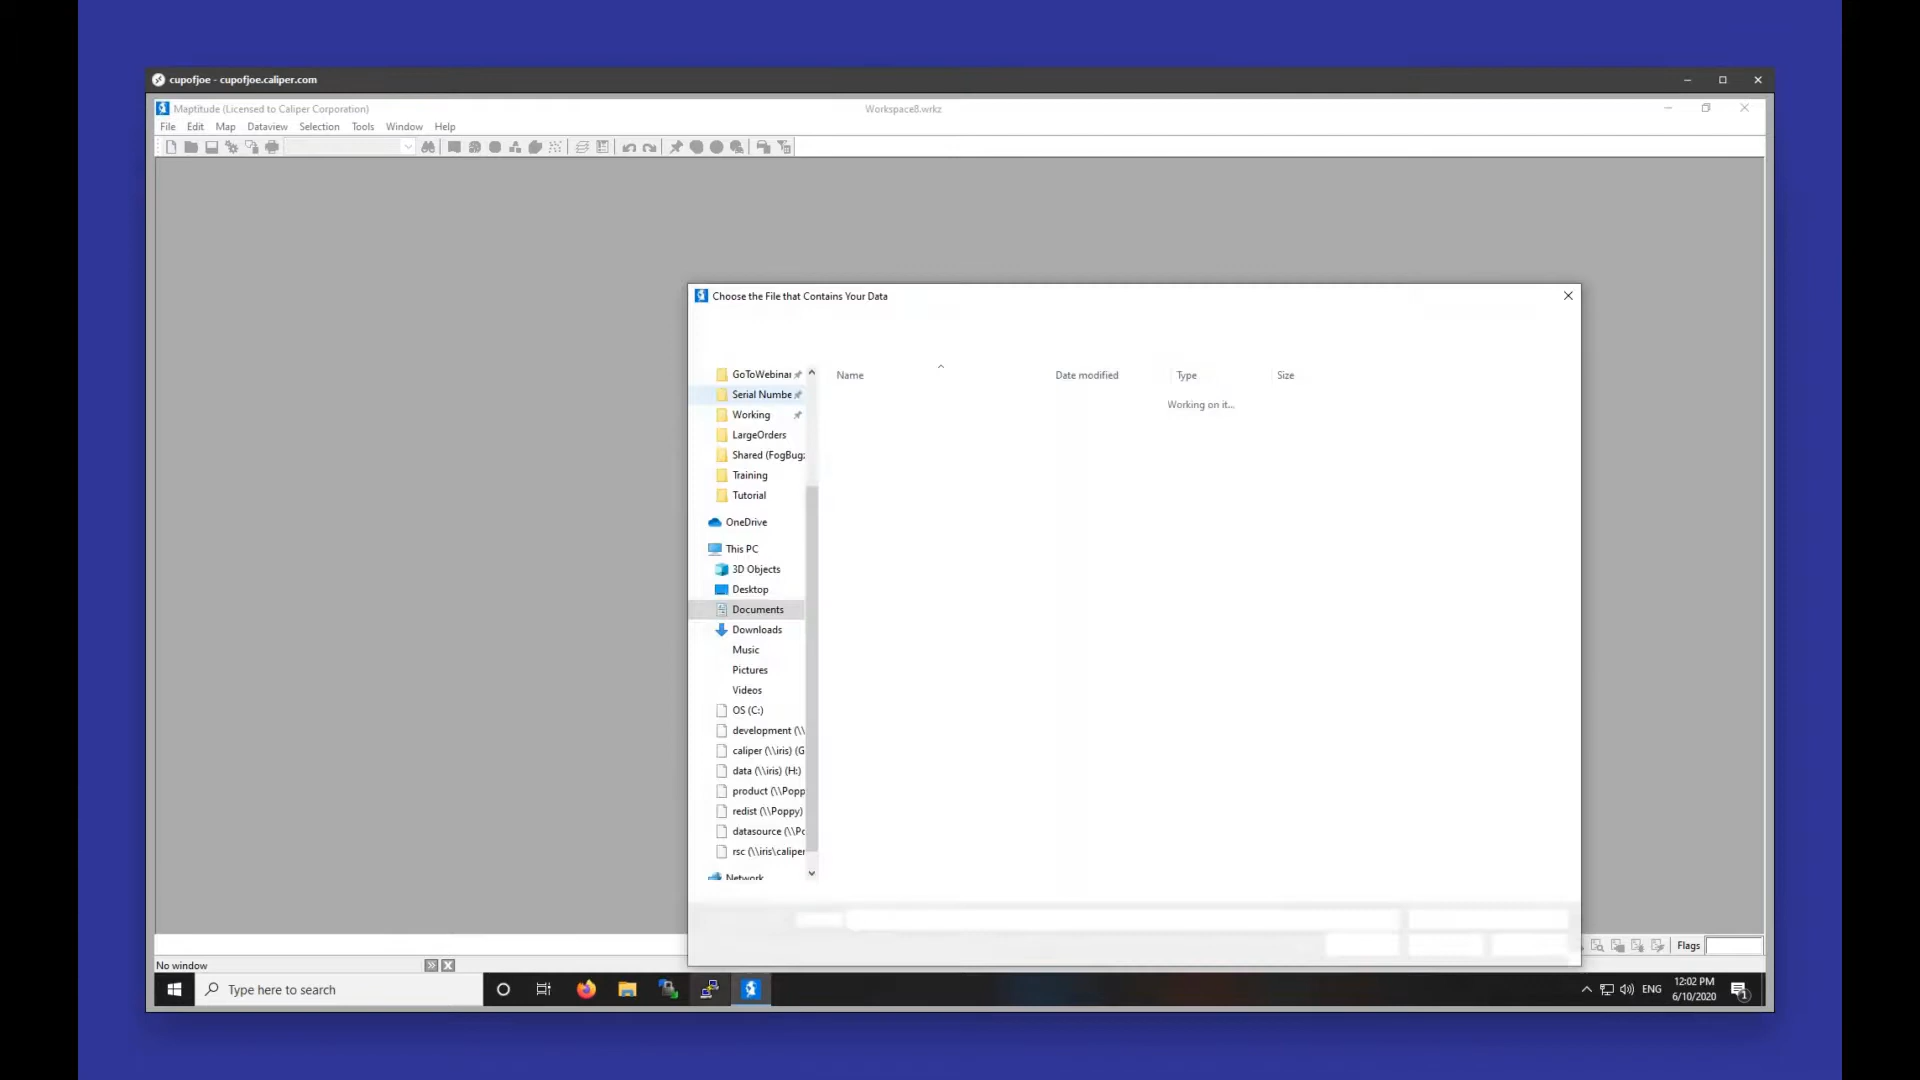 cupofjoe - cupofjoe.caliper.com
Maptitude (Licensed to Caliper Corporation)
Workspace8.wrkz
File Edit Map Dataview Selection Tools Window Help
Choose the File that Contains Your Data
Name Date modified Type Size
Working on it...
GoToWebinar
Serial Numbe
Working
LargeOrders
Shared (FogBugz
Training
Tutorial
OneDrive
This PC
3D Objects
Desktop
Documents
Downloads
Music
Pictures
Videos
OS (C:)
development (\\
caliper (\\iris) (G
data (\\iris) (H:)
product (\\Popp
redist (\\Poppy)
datasource (\\Po
rsc (\\iris\caliper
Network
Flags
No window
Type here to search
ENG
12:02 PM
6/10/2020
1